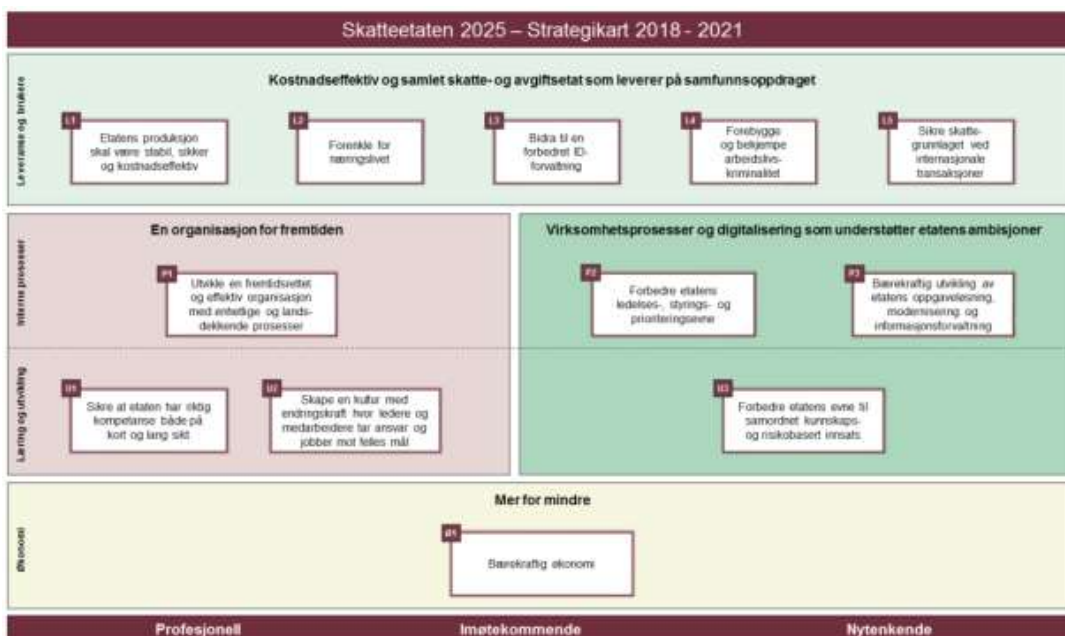 Skatteetaten 2025 – Strategikart 2018 - 2021
Leveranse og brukere
Kostnadseffektiv og samlet skatte- og avgiftsetat som leverer på samfunnsoppdraget
L1
Etatens produksjon
skal være stabil, sikker
og kostnadseffektiv
L2
Forenkle for
næringslivet
L3
Bidra til en
forbedret ID-
forvaltning
L4
Forebygge
og bekjempe
arbeidslivs-
kriminalitet
L5
Sikre skatte-
grunnlaget ved
internasjonale
transaksjoner
Interne prosesser
En organisasjon for fremtiden
P1
Utvikle en fremtidsrettet
og effektiv organisasjon
med enhetlige og lands-
dekkende prosesser
Virksomhetsprosesser og digitalisering som understøtter etatens ambisjoner
P2
Forbedre etatens
ledelses-, styrings- og
prioriteringsevne
P3
Bærekraftig utvikling av
etatens oppgaveløsning,
modernisering og
informasjonsforvaltning
Læring og utvikling
U1
Sikre at etaten har riktig
kompetanse både på
kort og lang sikt
U2
Skape en kultur med
endringskraft hvor ledere og
medarbeidere tar ansvar og
jobber mot felles mål
U3
Forbedre etatens evne til
samordnet kunnskaps-
og risikobasert innsats
Økonomi
Mer for mindre
Ø1
Bærekraftig økonomi
Profesjonell
Imøtekommende
Nytenkende